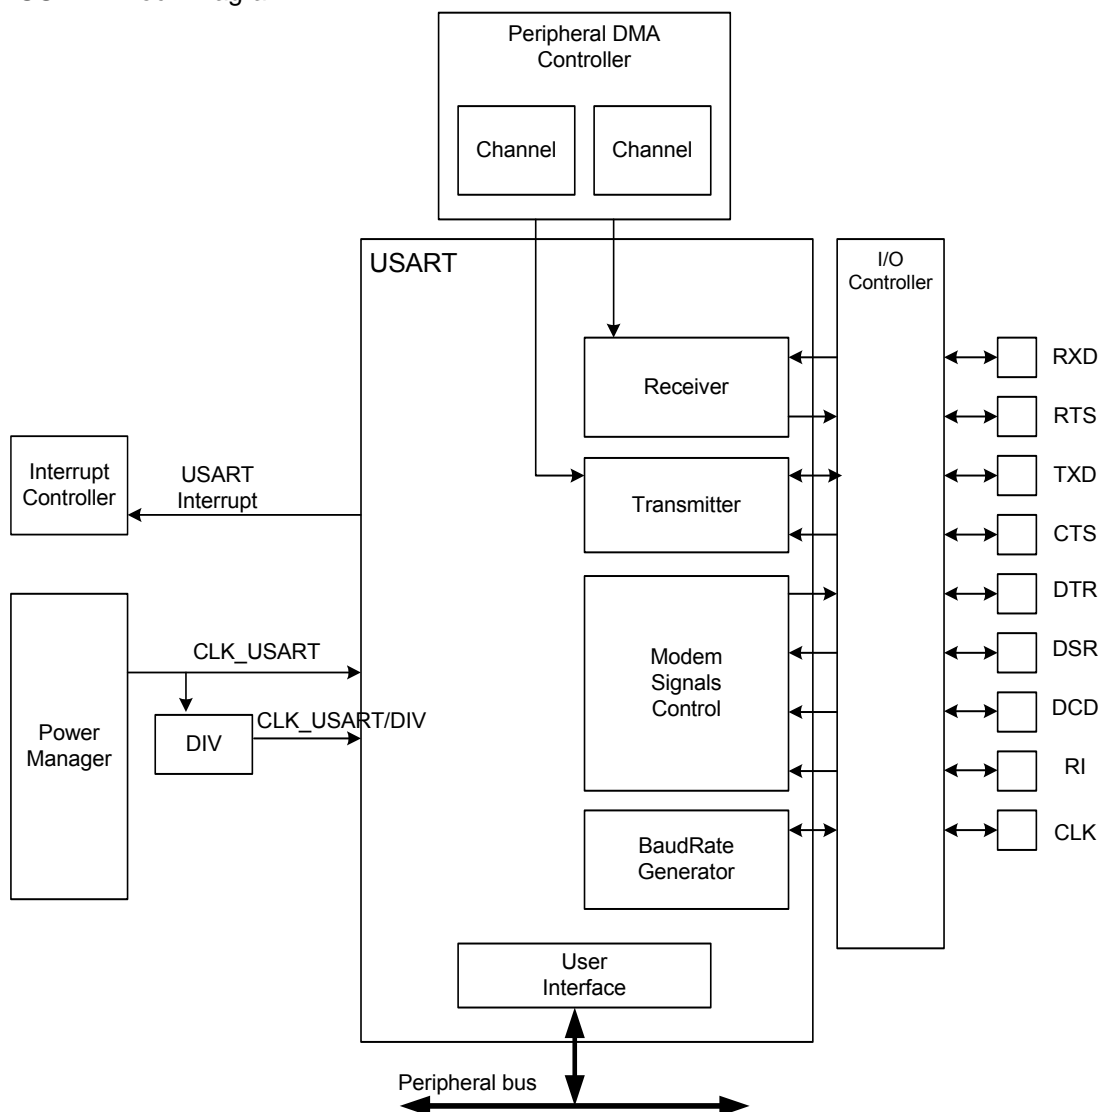 Peripheral DMA
Controller
Channel
Channel
USART
I/O
Controller
Receiver
RXD
RTS
Interrupt
Controller
USART
Interrupt
Transmitter
TXD
CTS
Modem
Signals
Control
DTR
DSR
DCD
RI
CLK_USART
CLK_USART/DIV
DIV
Power
Manager
BaudRate
Generator
CLK
User
Interface
Peripheral bus